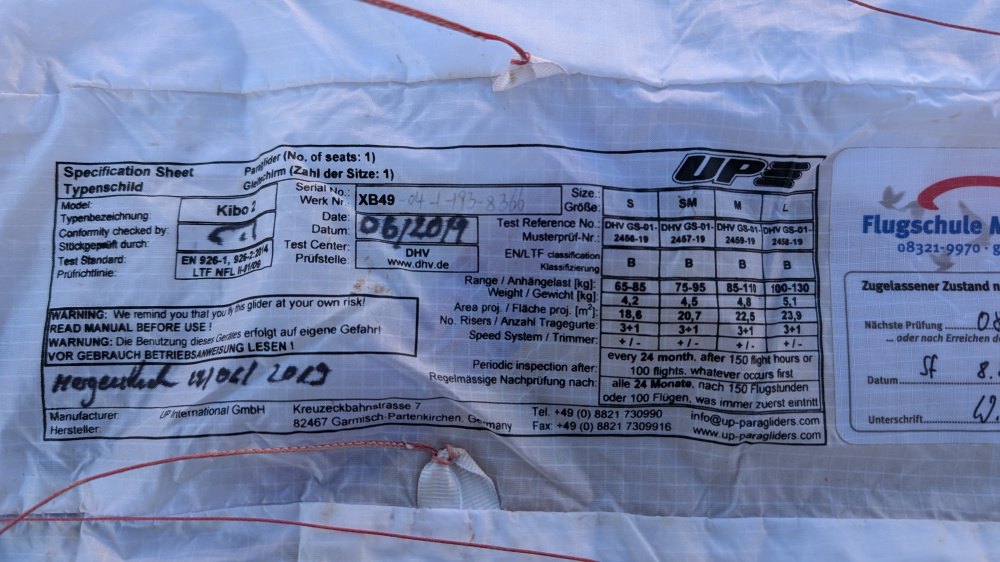 Specification Sheet
Typenschild
Paraglider (No. of seats: 1)
Gleitschirm (Zahl der Sitze: 1)
UP
Model:
Typenbezeichnung:
Kibo 2
Conformity checked by:
Stückgeprüft durch:
Test Standard:
Prüfrichtlinie:
EN 926-1, 926-2:2014
LTF NFL II-91/09
Serial No.:
Werk Nr.:
XB49
Date:
Datum:
06/2019
Test Center:
Prüfstelle:
DHV
www.dhv.de
Size:
Größe:
S SM M L
Test Reference No.:
Musterprüf-Nr.:
DHV GS-01-2456-19 DHV GS-01-2457-19 DHV GS-01-2459-19 DHV GS-01-2458-19
EN/LTF classification
Klassifizierung
B B B B
Range / Anhängelast [kg]:
65-85 75-95 85-110 100-130
Weight / Gewicht [kg]:
4,2 4,5 4,8 5,1
Area proj. / Fläche proj. [m²]:
18,6 20,7 22,5 23,9
No. Risers / Anzahl Tragegurte:
3+1 3+1 3+1 3+1
Speed System / Trimmer:
+ / - + / - + / - + / -
Periodic inspection after:
every 24 month, after 150 flight hours or
100 flights, whatever occurs first
Regelmässige Nachprüfung nach:
alle 24 Monate, nach 150 Flugstunden
oder 100 Flügen, was immer zuerst eintritt
WARNING: We remind you that you fly this glider at your own risk!
READ MANUAL BEFORE USE !
WARNUNG: Die Benutzung dieses Gerätes erfolgt auf eigene Gefahr!
VOR GEBRAUCH BETRIEBSANWEISUNG LESEN !
2019
Manufacturer:
Hersteller:
UP International GmbH
Kreuzeckbahnstrasse 7
82467 Garmisch-Partenkirchen, Germany
Tel. +49 (0) 8821 730990
Fax: +49 (0) 8821 7309916
info@up-paragliders.com
www.up-paragliders.com
Flugschule
08321-9970
Zugelassener Zustand
Nächste Prüfung
... oder nach Erreichen
Datum
Unterschrift